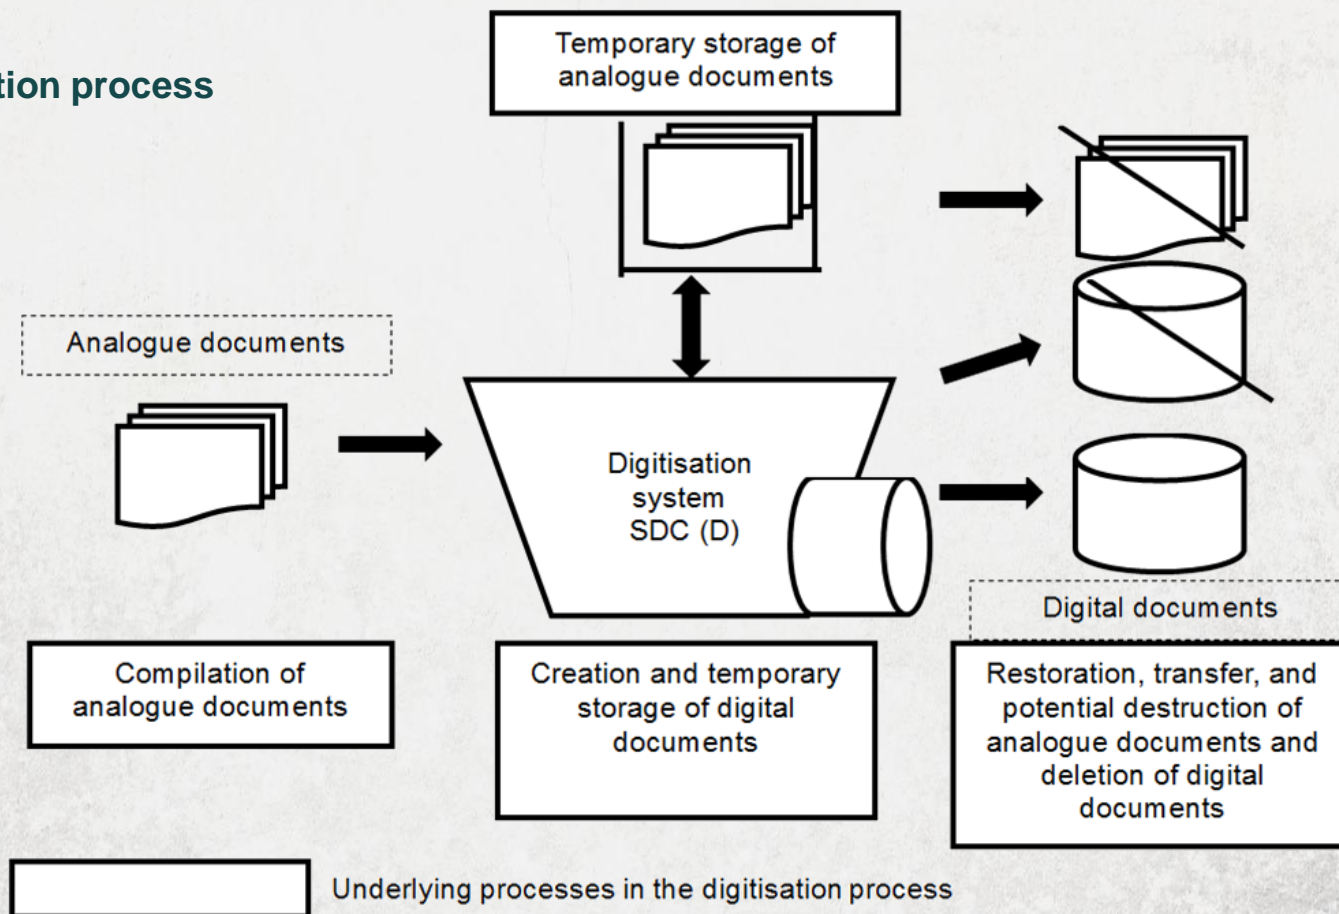 tion process
Temporary storage of
analogue documents
Analogue documents
Digitisation
system
SDC (D)
Digital documents
Compilation of
analogue documents
Creation and temporary
storage of digital
documents
Restoration, transfer, and
potential destruction of
analogue documents and
deletion of digital
documents
Underlying processes in the digitisation process